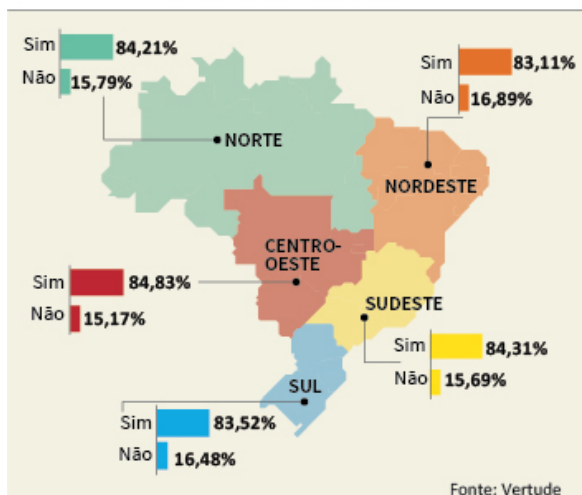 Sim 84,21%
Não 15,79%
NORTE
Sim 83,11%
Não 16,89%
NORDESTE
CENTRO-
OESTE
Sim 84,83%
Não 15,17%
SUDESTE
Sim 84,31%
Não 15,69%
SUL
Sim 83,52%
Não 16,48%
Fonte: Vertude